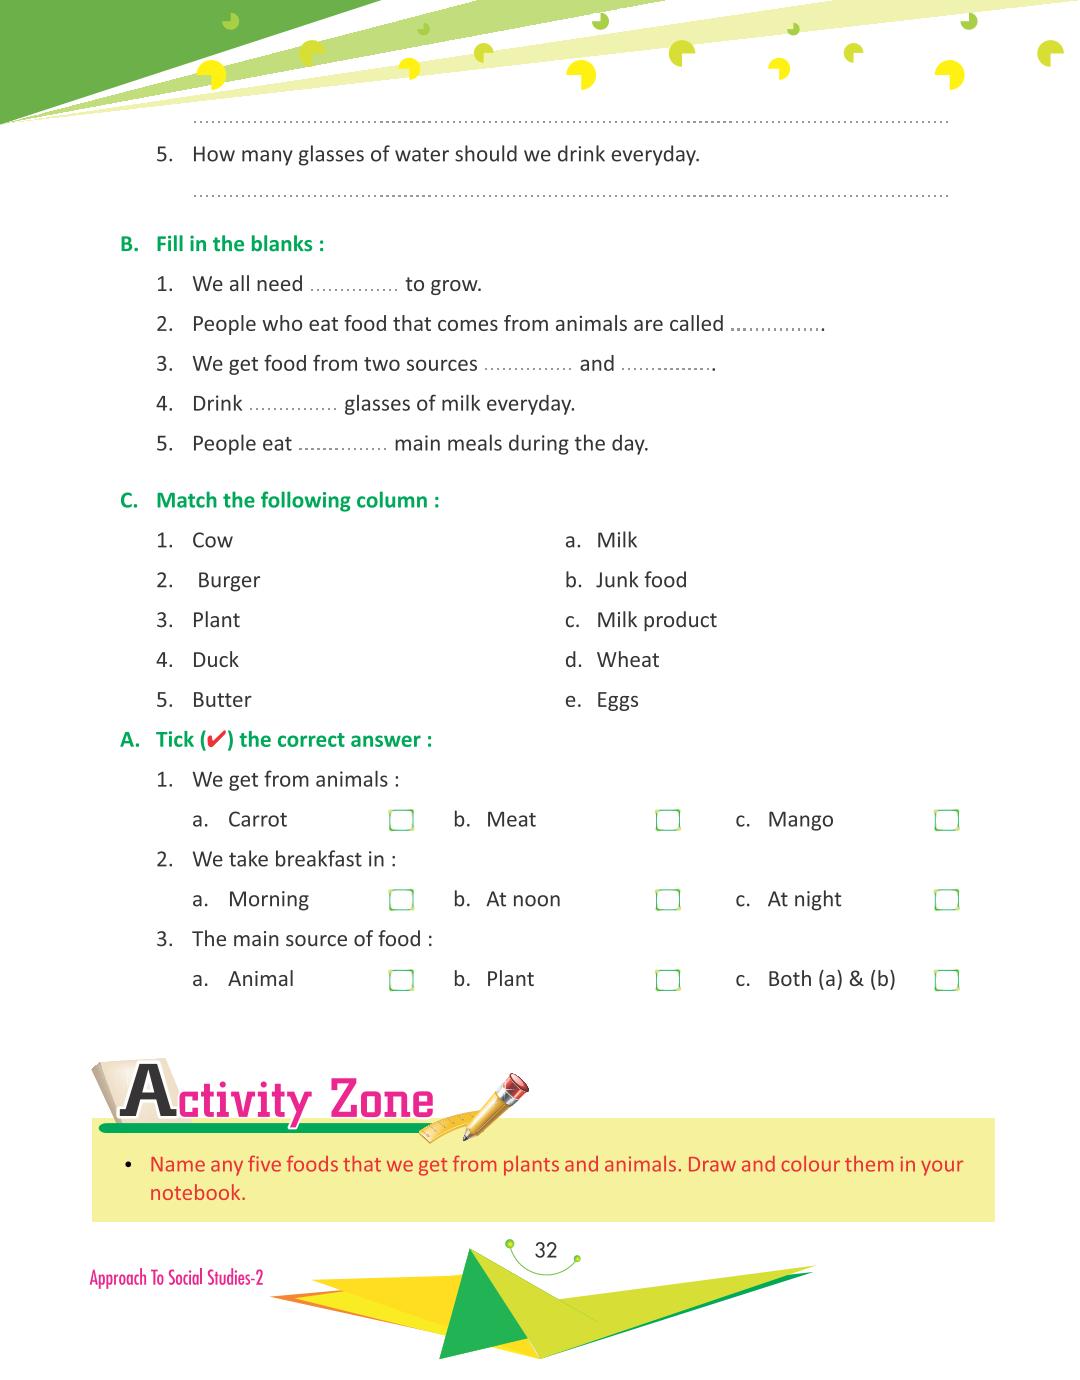 5. How many glasses of water should we drink everyday.
B. Fill in the blanks :
1. We all need ............... to grow.
2. People who eat food that comes from animals are called ................
3. We get food from two sources ............... and ................
4. Drink ............... glasses of milk everyday.
5. People eat ............... main meals during the day.
C. Match the following column :
1. Cow a. Milk
2. Burger b. Junk food
3. Plant c. Milk product
4. Duck d. Wheat
5. Butter e. Eggs
A. Tick (✔) the correct answer :
1. We get from animals :
a. Carrot b. Meat c. Mango
2. We take breakfast in :
a. Morning b. At noon c. At night
3. The main source of food :
a. Animal b. Plant c. Both (a) & (b)
Activity Zone
• Name any five foods that we get from plants and animals. Draw and colour them in your
notebook.
32
Approach To Social Studies-2